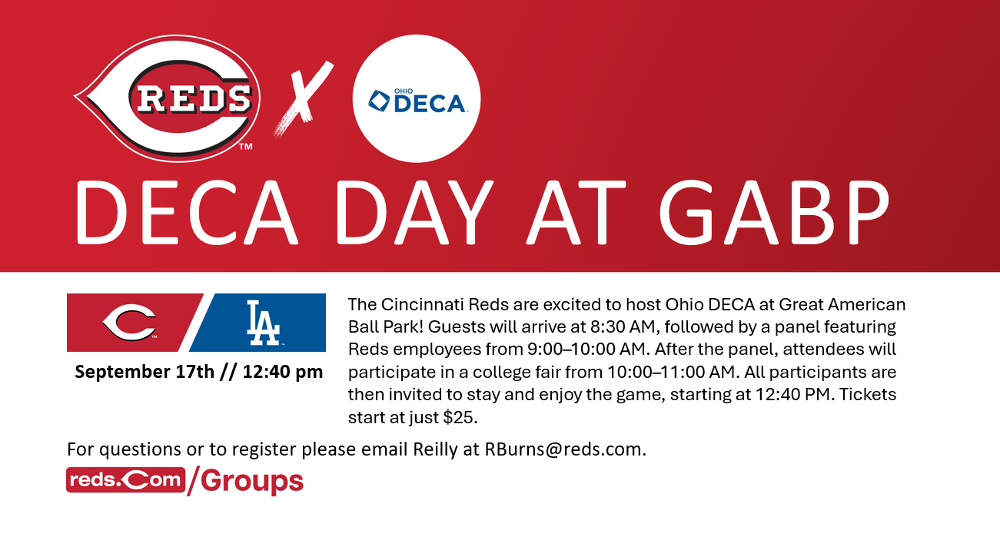 REDS
TM
X
OHIO
DECA
DECA DAY AT GABP
C
LA
September 17th // 12:40 pm
The Cincinnati Reds are excited to host Ohio DECA at Great American
Ball Park! Guests will arrive at 8:30 AM, followed by a panel featuring
Reds employees from 9:00–10:00 AM. After the panel, attendees will
participate in a college fair from 10:00–11:00 AM. All participants are
then invited to stay and enjoy the game, starting at 12:40 PM. Tickets
start at just $25.
For questions or to register please email Reilly at RBurns@reds.com.
reds.Com/Groups